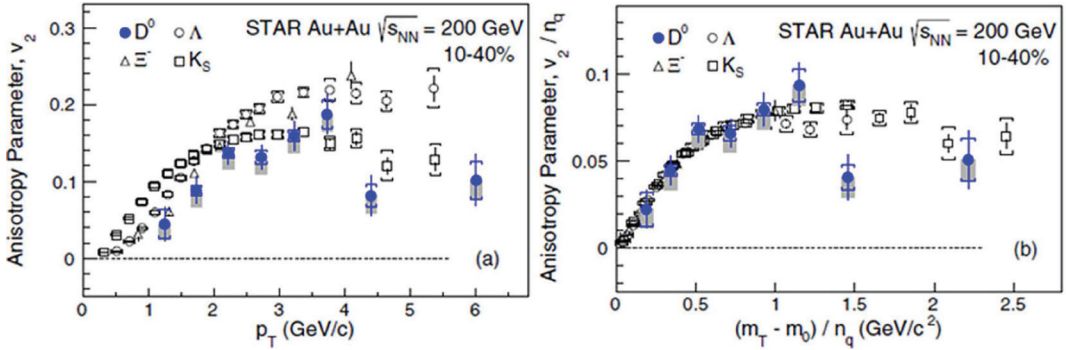 STAR Au+Au √sNN = 200 GeV
10-40%
D⁰ Λ
Ξ⁻ KS
Anisotropy Parameter, v₂
0.3
0.2
0.1
0
(a)
0 1 2 3 4 5 6
pT (GeV/c)
STAR Au+Au √sNN = 200 GeV
10-40%
D⁰ Λ
Ξ⁻ KS
Anisotropy Parameter, v₂ / nq
0.1
0.05
0
(b)
0 0.5 1 1.5 2 2.5
(mT - m0) / nq (GeV/c²)